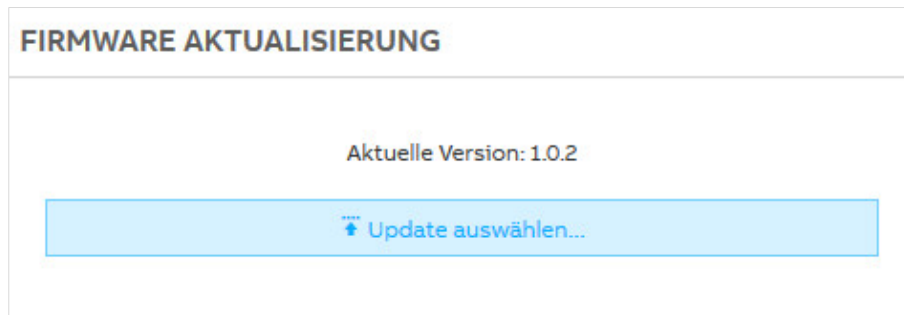 FIRMWARE AKTUALISIERUNG
Aktuelle Version: 1.0.2
Update auswählen...